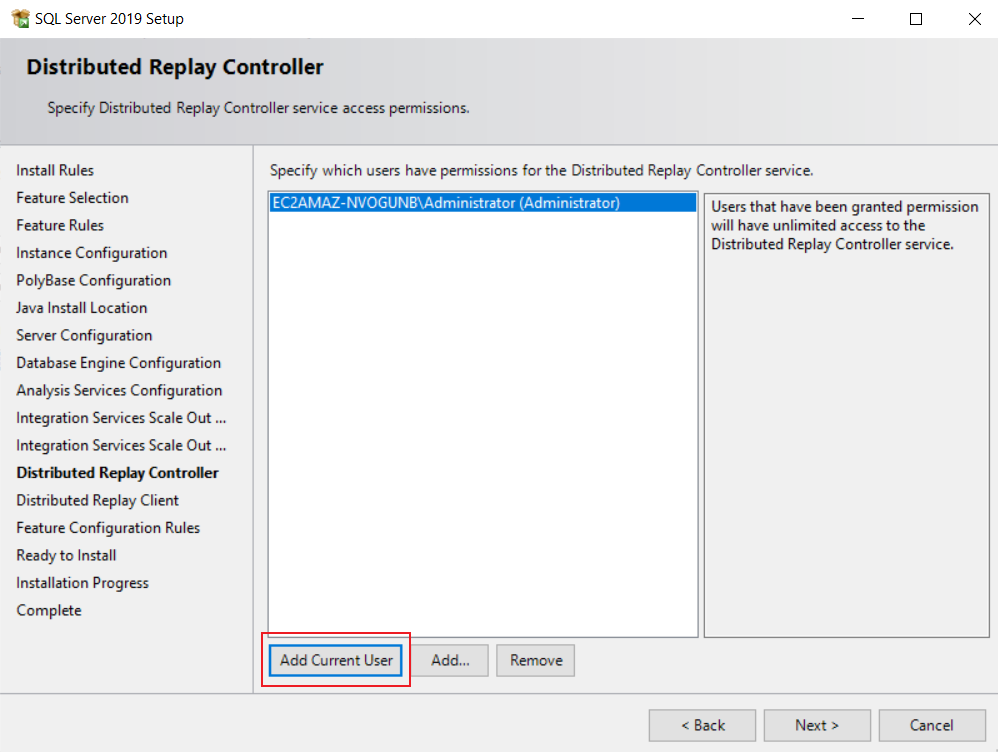 SQL Server 2019 Setup
Distributed Replay Controller
Specify Distributed Replay Controller service access permissions.
Install Rules
Feature Selection
Feature Rules
Instance Configuration
PolyBase Configuration
Java Install Location
Server Configuration
Database Engine Configuration
Analysis Services Configuration
Integration Services Scale Out ...
Integration Services Scale Out ...
Distributed Replay Controller
Distributed Replay Client
Feature Configuration Rules
Ready to Install
Installation Progress
Complete
Specify which users have permissions for the Distributed Replay Controller service.
EC2AMAZ-NVOGUNB\Administrator (Administrator)
Users that have been granted permission
will have unlimited access to the
Distributed Replay Controller service.
Add Current User
Add...
Remove
< Back
Next >
Cancel